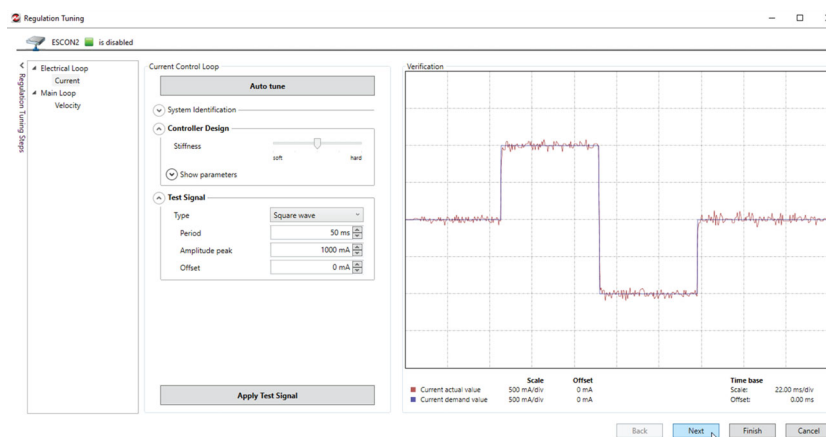 Regulation Tuning
ESCON2 is disabled
Regulation Tuning Steps
Electrical Loop
Current
Main Loop
Velocity
Current Control Loop
Auto tune
System Identification
Controller Design
Stiffness
soft hard
Show parameters
Test Signal
Type Square wave
Period 50 ms
Amplitude peak 1000 mA
Offset 0 mA
Apply Test Signal
Verification
Scale Offset
Current actual value 500 mA/div 0 mA
Current demand value 500 mA/div 0 mA
Time base
Scale: 22.00 ms/div
Offset: 0.00 ms
Back Next Finish Cancel